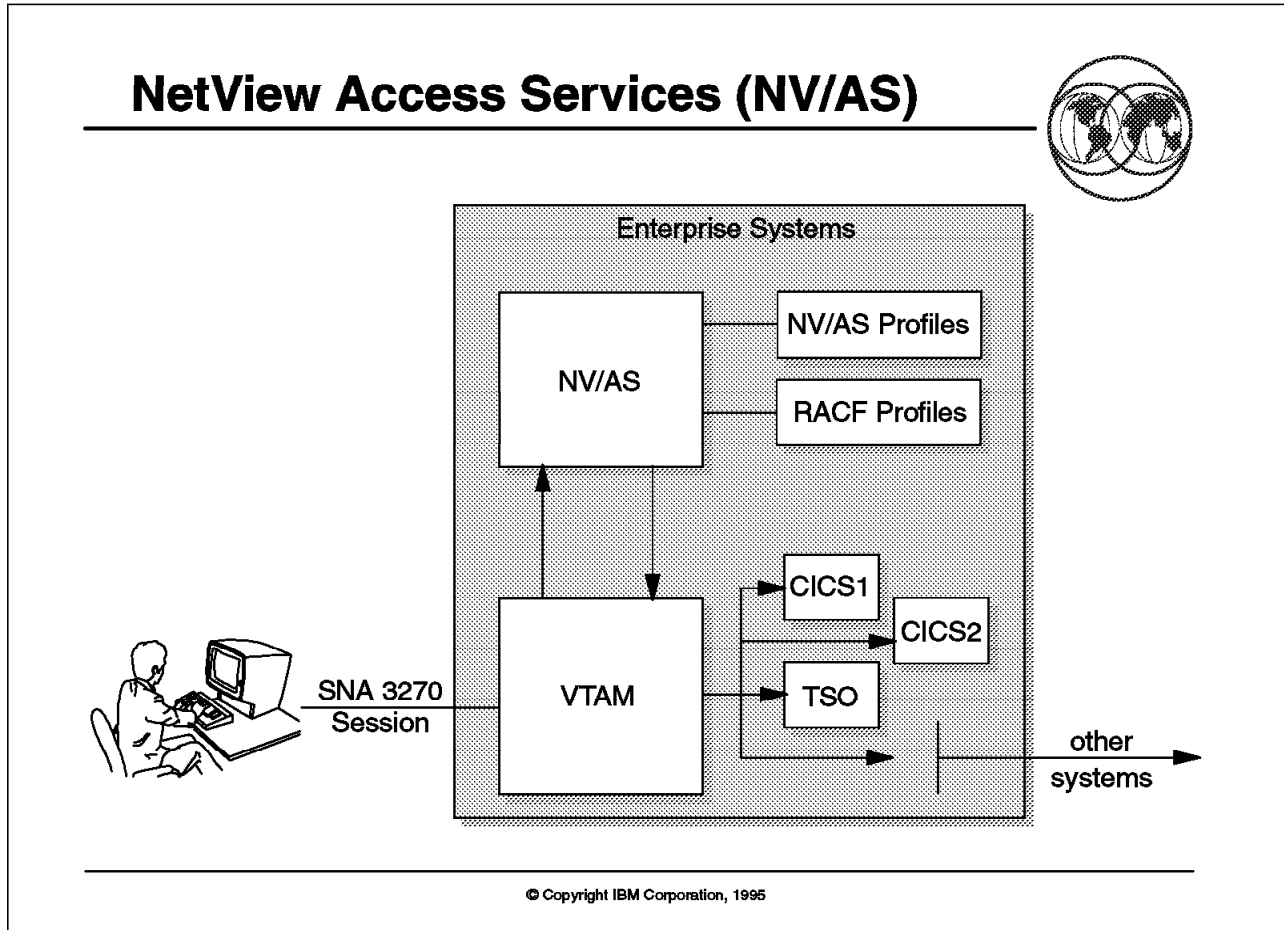 NetView Access Services (NV/AS)
Enterprise Systems
NV/AS
NV/AS Profiles
RACF Profiles
SNA 3270
Session
VTAM
CICS1
CICS2
TSO
other
systems
© Copyright IBM Corporation, 1995